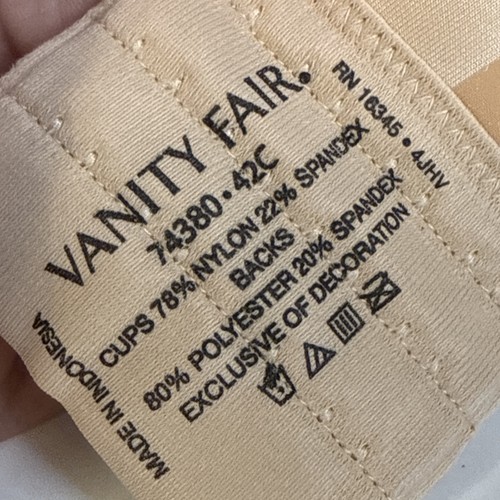 VANITY FAIR.
74380 • 42C
CUPS 78% NYLON 22% SPANDEX
BACKS
80% POLYESTER 20% SPANDEX
EXCLUSIVE OF DECORATION
RN 16345 • 4JHV
MADE IN INDONESIA